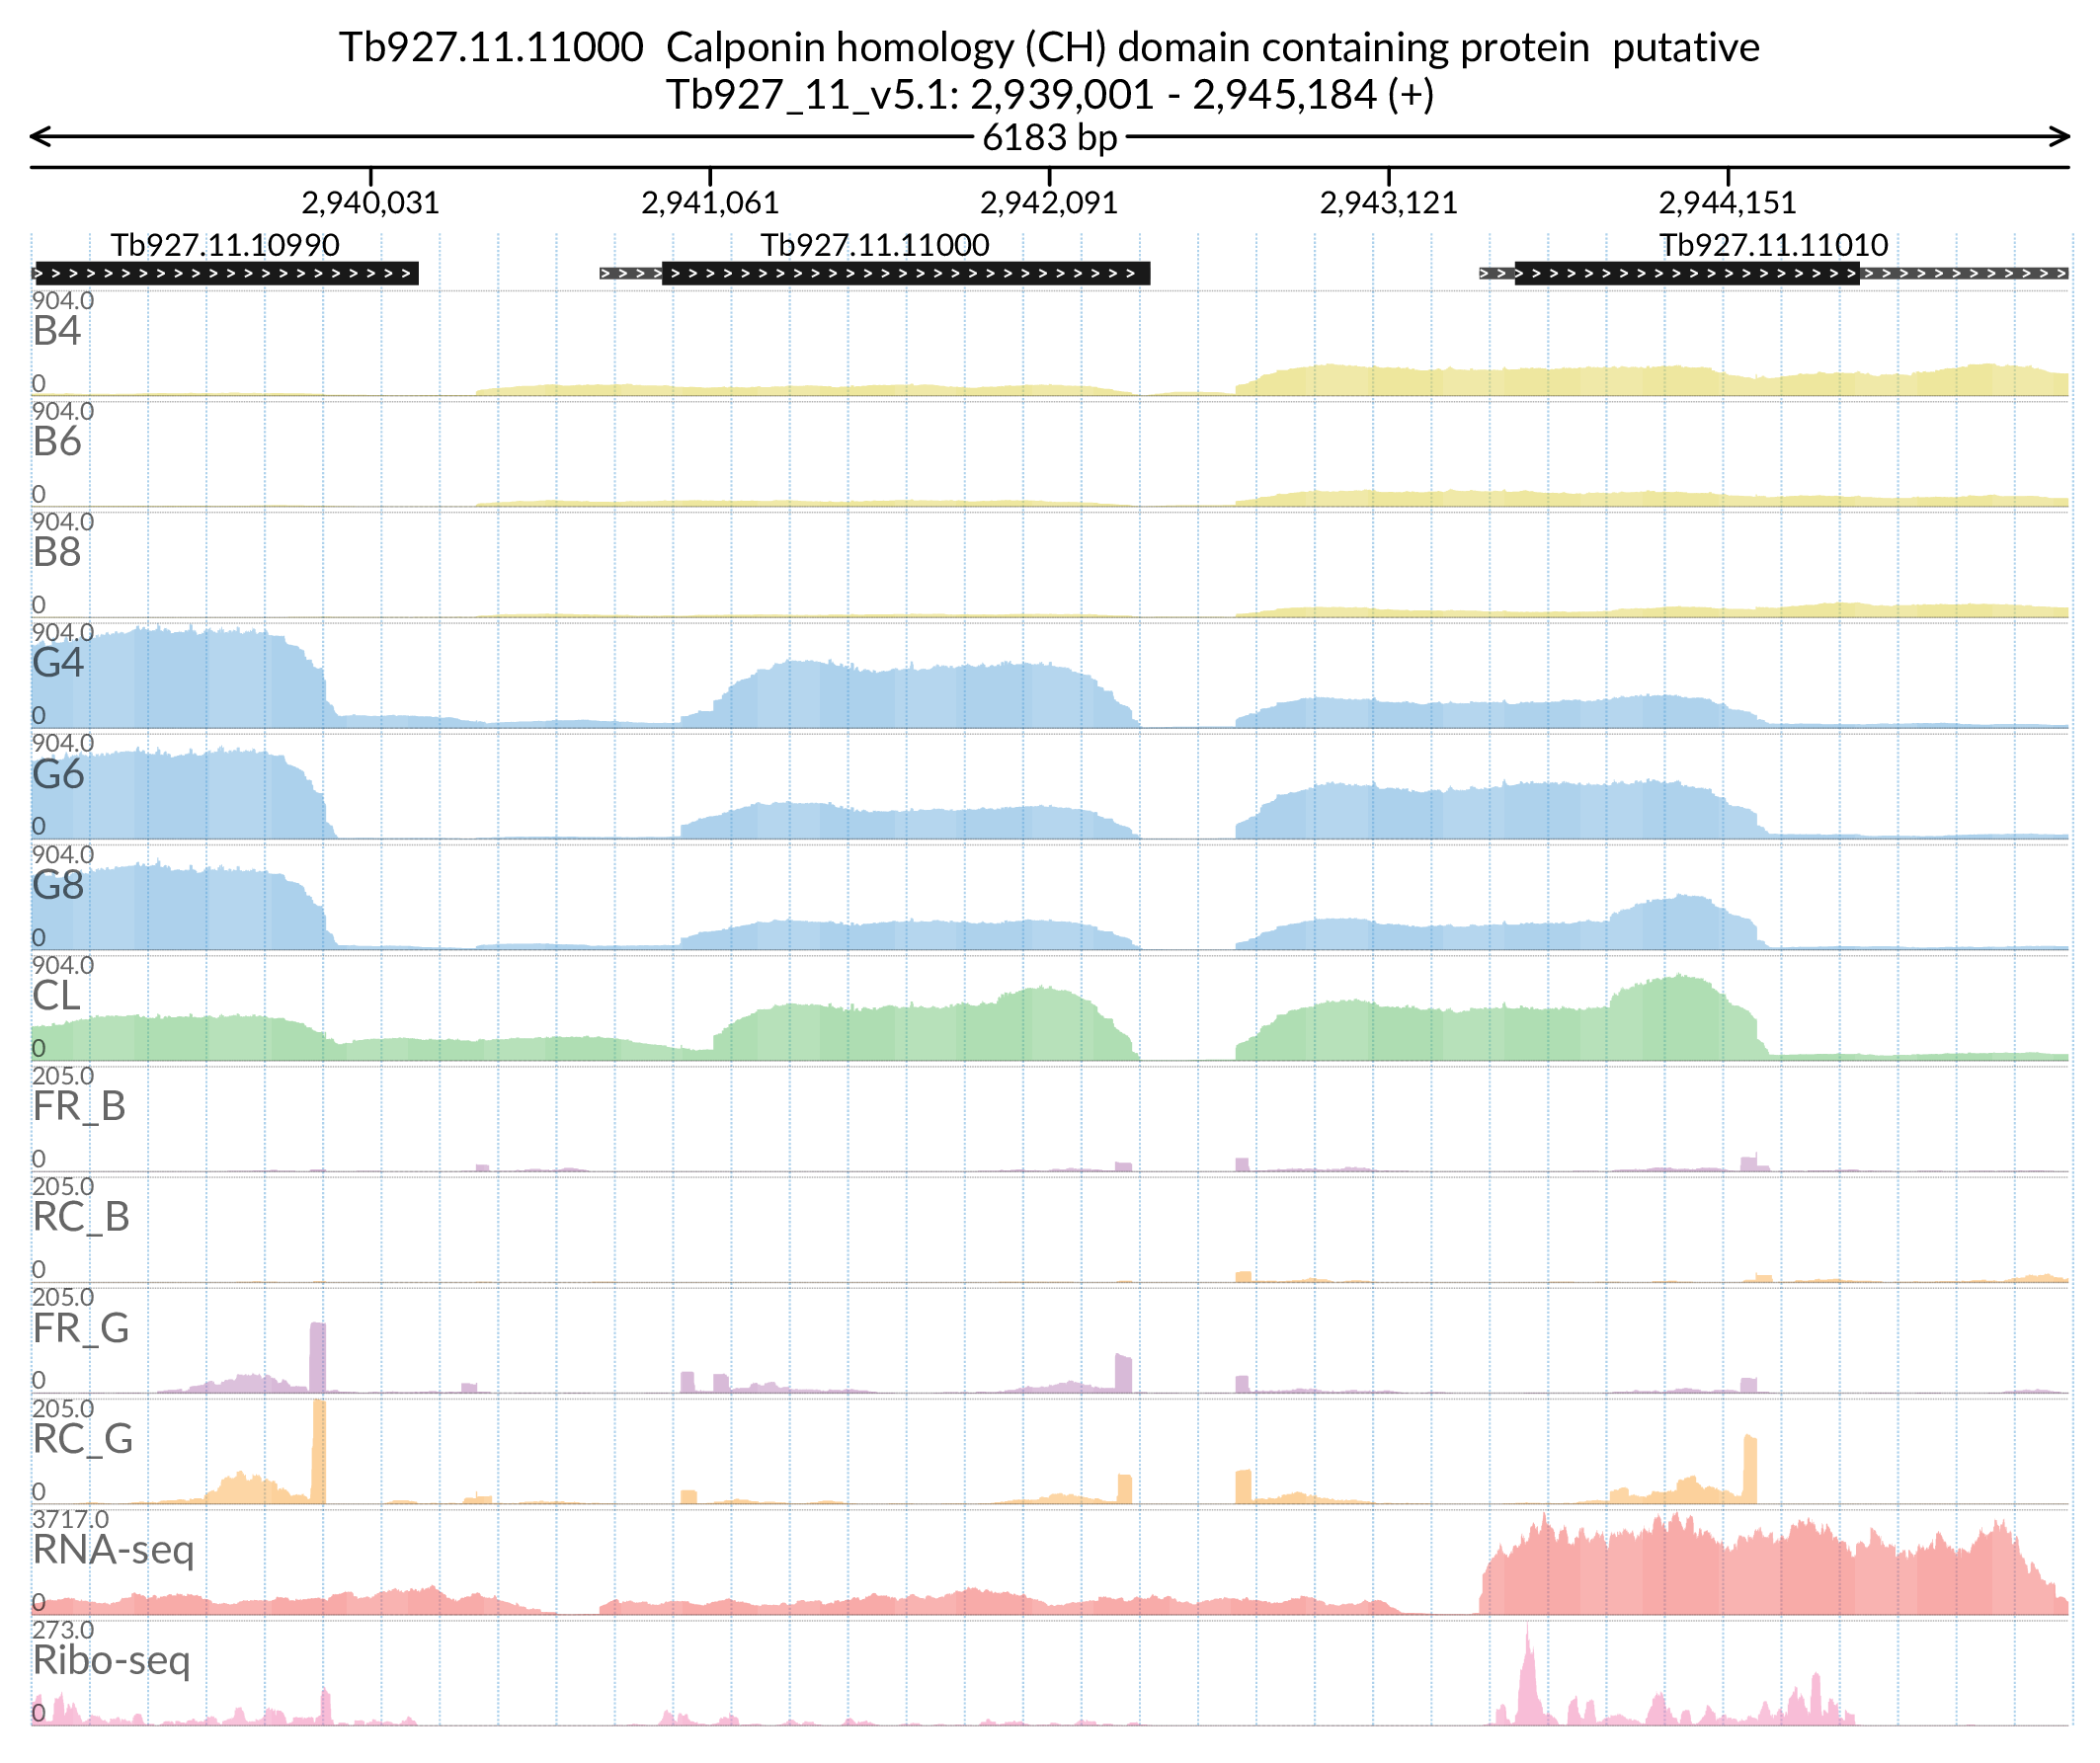 Tb927.11.11000  Calponin homology (CH) domain containing protein  putative
Tb927_11_v5.1: 2,939,001 - 2,945,184 (+)
6183 bp
2,940,031 2,941,061 2,942,091 2,943,121 2,944,151
Tb927.11.10990 Tb927.11.11000 Tb927.11.11010
904.0
B4
0
904.0
B6
0
904.0
B8
0
904.0
G4
0
904.0
G6
0
904.0
G8
0
904.0
CL
0
205.0
FR_B
0
205.0
RC_B
0
205.0
FR_G
0
205.0
RC_G
0
3717.0
RNA-seq
0
273.0
Ribo-seq
0